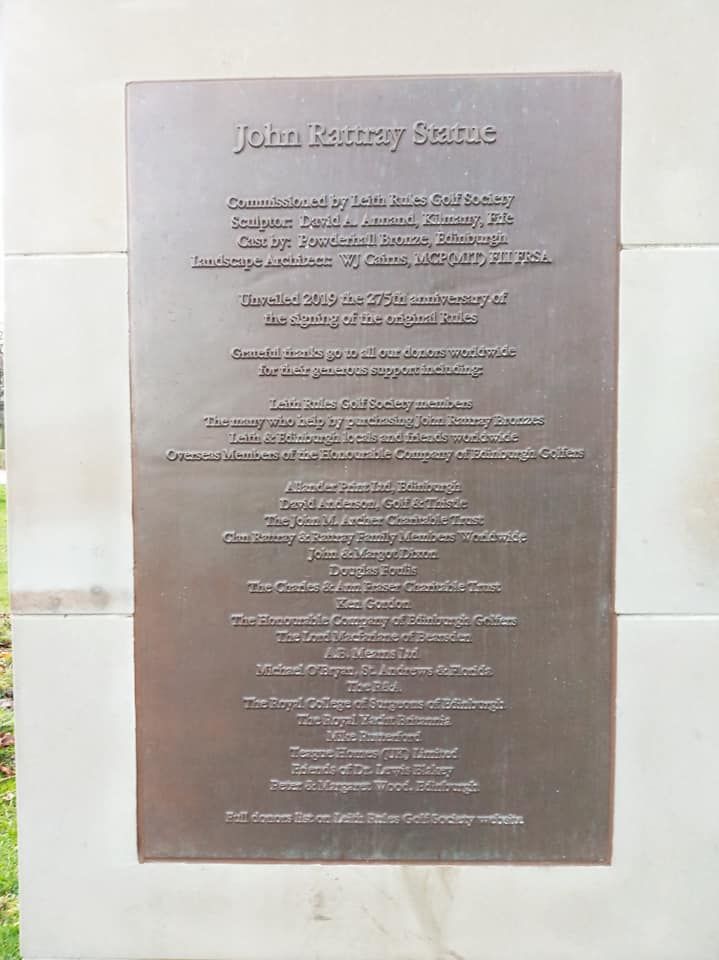 John Rattray Statue
Commissioned by Leith Rules Golf Society
Sculptor: David A. Annand, Kilmany, Fife
Cast by: Powderhall Bronze, Edinburgh
Landscape Architect: WJ Cairns, MCP(MIT) FLI FRSA
Unveiled 2019 the 275th anniversary of
the signing of the original Rules
Grateful thanks go to all our donors worldwide
for their generous support including:
Leith Rules Golf Society members
The many who help by purchasing John Rattray Bronzes
Leith & Edinburgh locals and friends worldwide
Overseas Members of the Honourable Company of Edinburgh Golfers
Allander Print Ltd, Edinburgh
David Anderson, Golf & Thistle
The John M. Archer Charitable Trust
Clan Rattray & Rattray Family Members Worldwide
John & Margot Dixon
Douglas Foulis
The Charles & Ann Fraser Charitable Trust
Ken Gordon
The Honourable Company of Edinburgh Golfers
The Lord Macfarlane of Bearsden
A.B. Mearns Ltd
Michael O'Bryan, St. Andrews & Florida
The R&A
The Royal College of Surgeons of Edinburgh
The Royal Yacht Britannia
Mike Rutterford
Teague Homes (UK) Limited
Friends of Dr. Lewis Blakey
Peter & Margaret Wood, Edinburgh
Full donors list on Leith Rules Golf Society website